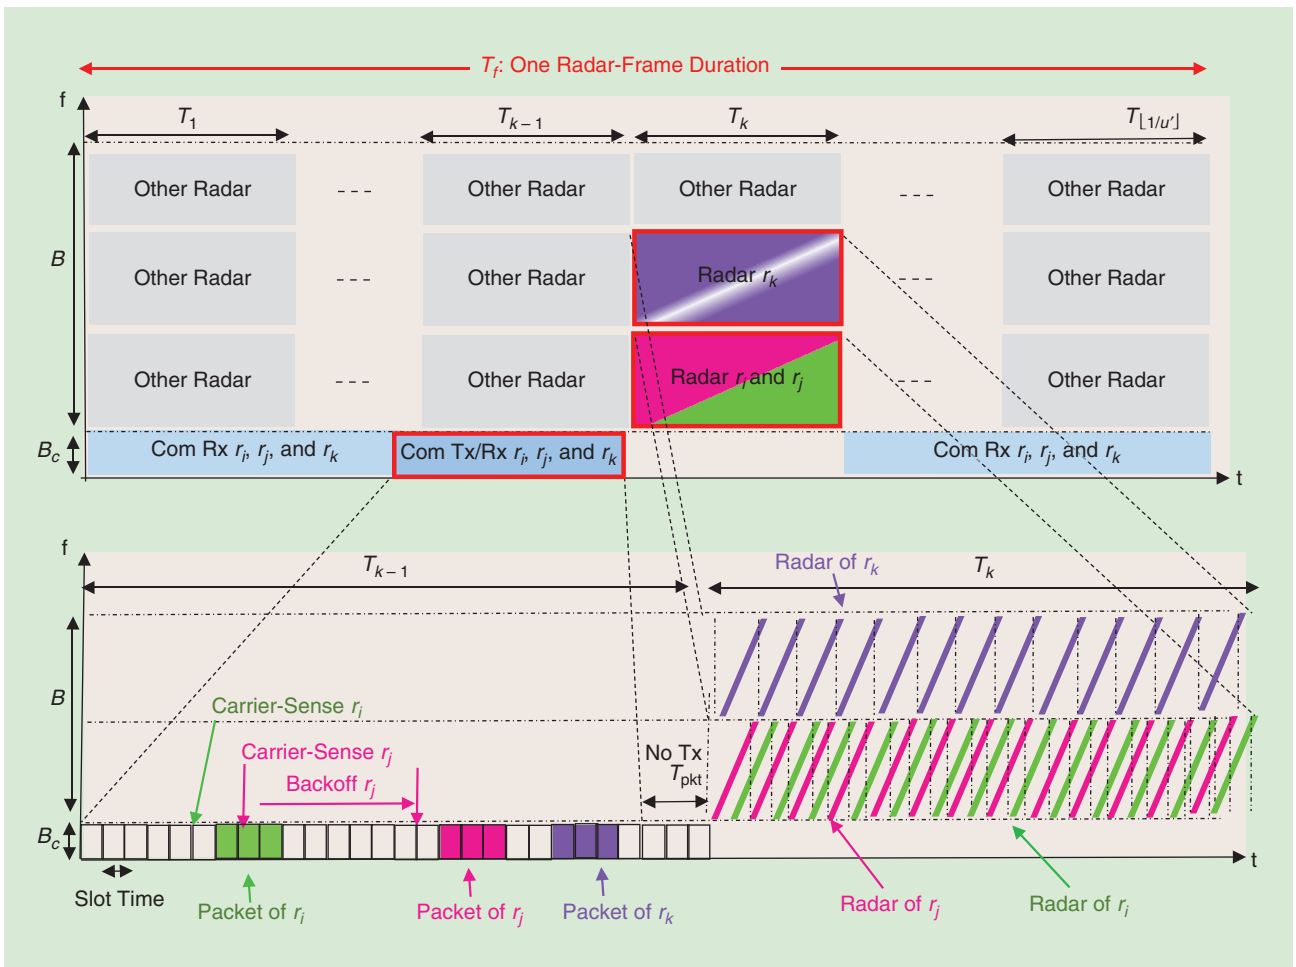 T_f: One Radar-Frame Duration
f
T_1
T_{k-1}
T_k
T_{⌊1/u'⌋}
Other Radar
Other Radar
Other Radar
Other Radar
B
Other Radar
Other Radar
Radar r_k
Other Radar
Other Radar
Other Radar
Radar r_i and r_j
Other Radar
B_c
Com Rx r_i, r_j, and r_k
Com Tx/Rx r_i, r_j, and r_k
Com Rx r_i, r_j, and r_k
t
f
T_{k-1}
Radar of r_k
T_k
B
Carrier-Sense r_i
Carrier-Sense r_j
Backoff r_j
No Tx
T_pkt
B_c
t
Slot Time
Packet of r_i
Packet of r_j
Packet of r_k
Radar of r_j
Radar of r_i